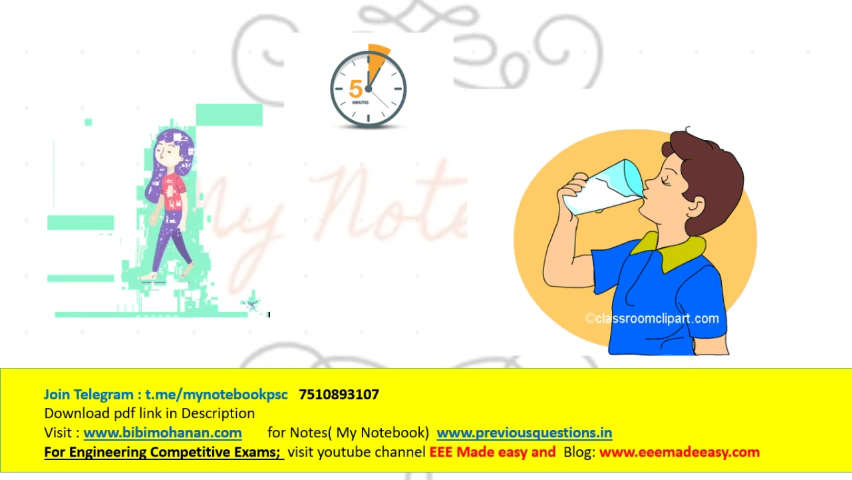 5
MINUTES
My Note
©classroomclipart.com
Join Telegram : t.me/mynotebookpsc 7510893107
Download pdf link in Description
Visit : www.bibimohanan.com for Notes( My Notebook) www.previousquestions.in
For Engineering Competitive Exams; visit youtube channel EEE Made easy and Blog: www.eeemadeeasy.com